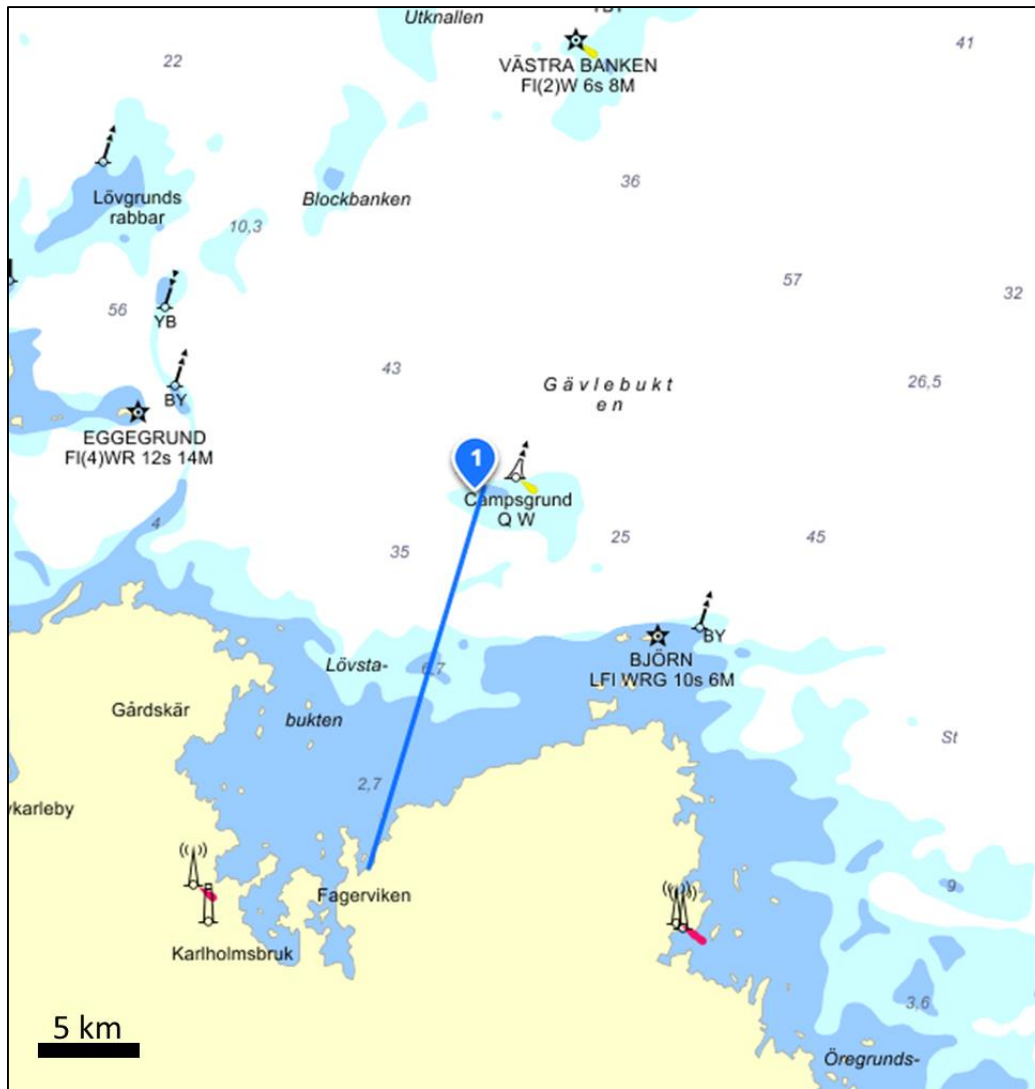 Utknallen
41
22
VÄSTRA BANKEN
Fl(2)W 6s 8M
36
Lövgrunds
rabbar
Blockbanken
10,3
57
32
56
YB
43
Gävlebukt
en
26,5
BY
EGGEGRUND
Fl(4)WR 12s 14M
1
Campsgrund
Q W
4
35
25
45
BY
Lövsta-
6,7
BJÖRN
LFl WRG 10s 6M
Gårdskär
bukten
St
2,7
ykarleby
Fagerviken
9
Karlholmsbruk
3,6
5 km
Öregrunds-